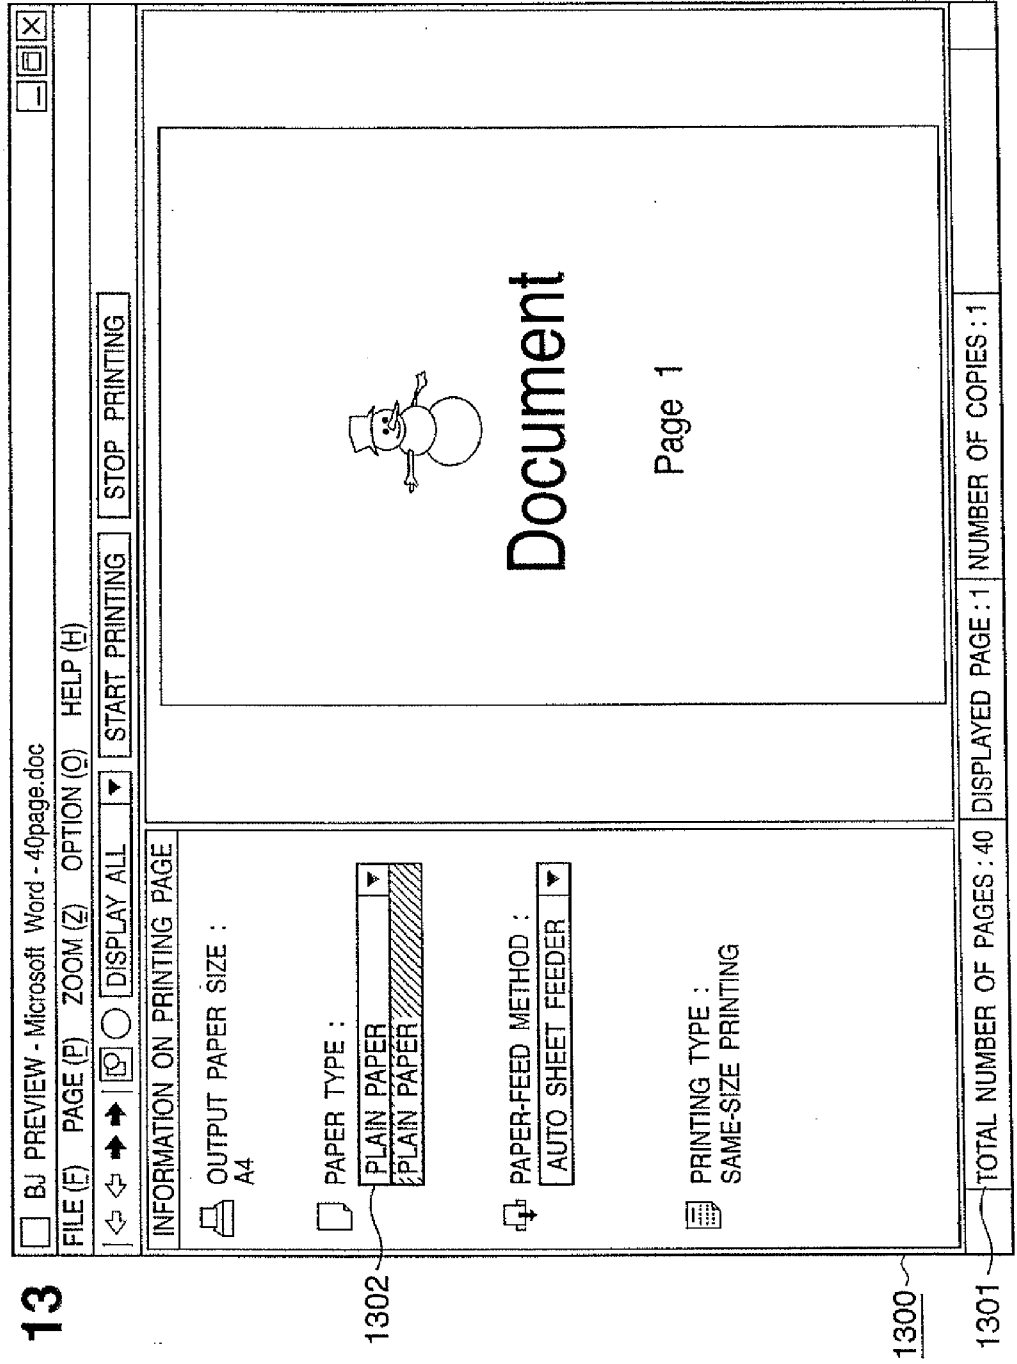 13
BJ PREVIEW - Microsoft Word - 40page.doc
FILE (F) PAGE (P) ZOOM (Z) OPTION (O) HELP (H)
DISPLAY ALL START PRINTING STOP PRINTING
INFORMATION ON PRINTING PAGE
OUTPUT PAPER SIZE :
A4
PAPER TYPE :
PLAIN PAPER
PLAIN PAPER
PAPER-FEED METHOD :
AUTO SHEET FEEDER
PRINTING TYPE :
SAME-SIZE PRINTING
Document
Page 1
TOTAL NUMBER OF PAGES : 40 DISPLAYED PAGE : 1 NUMBER OF COPIES : 1
1302
1300
1301